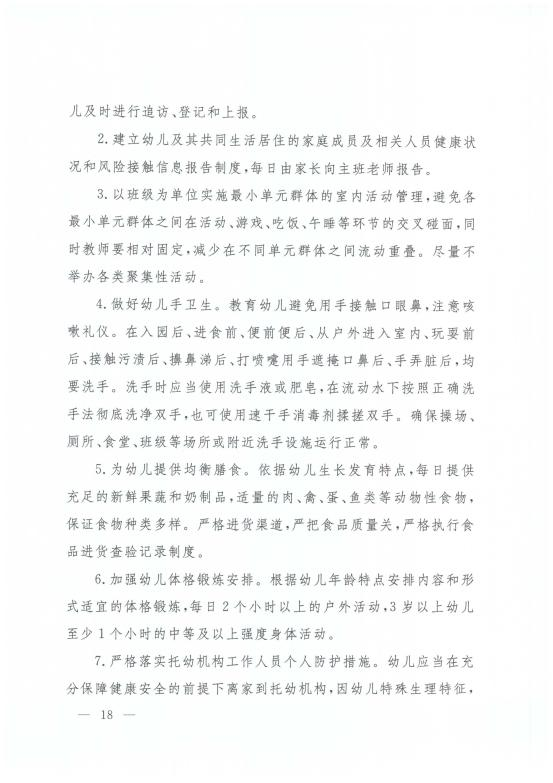 儿及时进行追访、登记和上报。
2.建立幼儿及其共同生活居住的家庭成员及相关人员健康状
况和风险接触信息报告制度,每日由家长向主班老师报告。
3.以班级为单位实施最小单元群体的室内活动管理,避免各
最小单元群体之间在活动、游戏、吃饭、午睡等环节的交叉碰面,同
时教师要相对固定,减少在不同单元群体之间流动重叠。尽量不
举办各类聚集性活动。
4.做好幼儿手卫生。教育幼儿避免用手接触口眼鼻,注意咳
嗽礼仪。在入园后、进食前、便前便后、从户外进入室内、玩耍前
后、接触污渍后、擤鼻涕后、打喷嚏用手遮掩口鼻后、手弄脏后,均
要洗手。洗手时应当使用洗手液或肥皂,在流动水下按照正确洗
手法彻底洗净双手,也可使用速干手消毒剂揉搓双手。确保操场、
厕所、食堂、班级等场所或附近洗手设施运行正常。
5.为幼儿提供均衡膳食。依据幼儿生长发育特点,每日提供
充足的新鲜果蔬和奶制品,适量的肉、禽、蛋、鱼类等动物性食物,
保证食物种类多样。严格进货渠道,严把食品质量关,严格执行食
品进货查验记录制度。
6.加强幼儿体格锻炼安排。根据幼儿年龄特点安排内容和形
式适宜的体格锻炼,每日2个小时以上的户外活动,3岁以上幼儿
至少1个小时的中等及以上强度身体活动。
7.严格落实托幼机构工作人员个人防护措施。幼儿应当在充
分保障健康安全的前提下离家到托幼机构,因幼儿特殊生理特征,
— 18 —